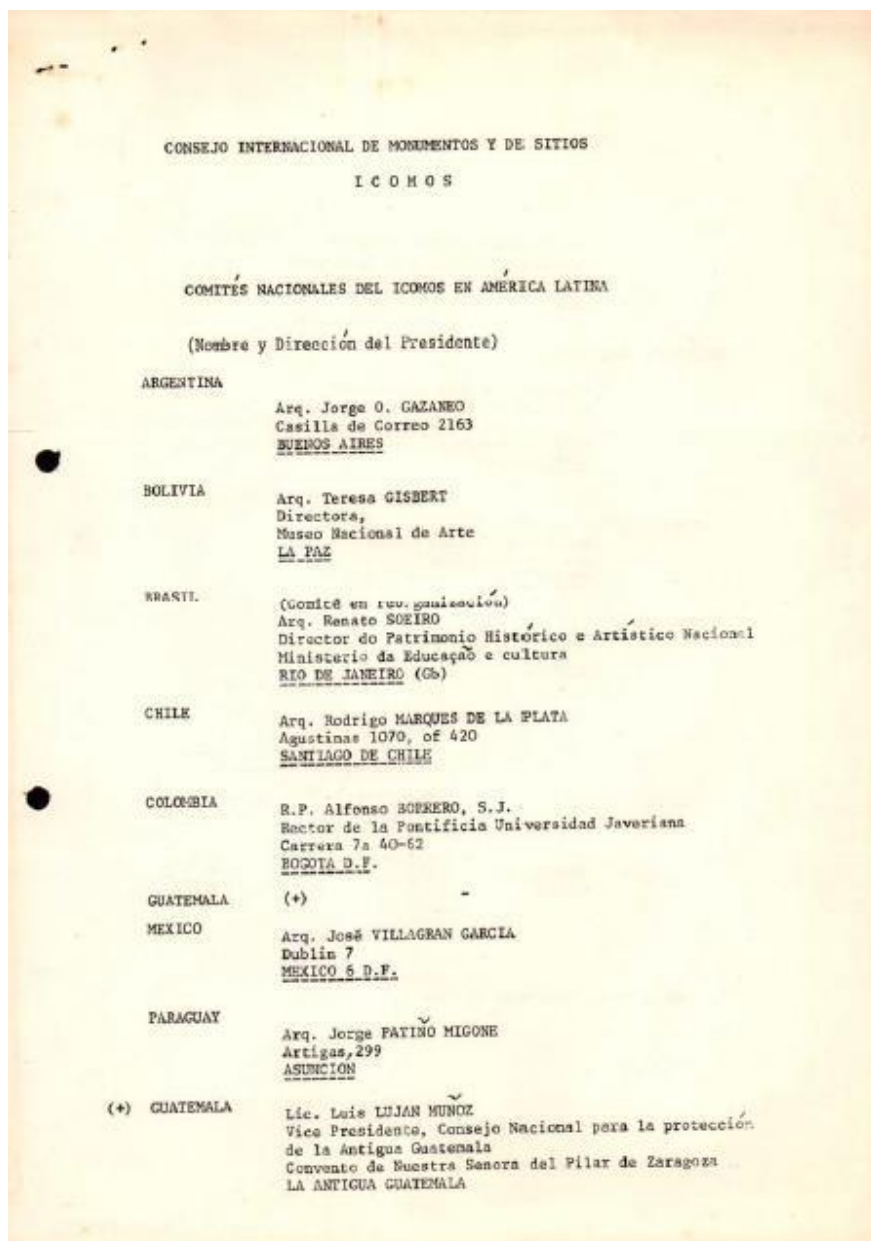 CONSEJO INTERNACIONAL DE MONUMENTOS Y DE SITIOS
I C O M O S
COMITÉS NACIONALES DEL ICOMOS EN AMÉRICA LATINA
(Nombre y Dirección del Presidente)
ARGENTINA
Arq. Jorge O. GAZANEO
Casilla de Correo 2163
BUENOS AIRES
BOLIVIA
Arq. Teresa GISBERT
Directora,
Museo Nacional de Arte
LA PAZ
BRASIL
(Comité en reorganización)
Arq. Renato SOEIRO
Director do Patrimonio Histórico e Artístico Nacional
Ministerio da Educação e cultura
RIO DE JANEIRO (Gb)
CHILE
Arq. Rodrigo MARQUES DE LA PLATA
Agustinas 1070, of 420
SANTIAGO DE CHILE
COLOMBIA
R.P. Alfonso BORRERO, S.J.
Rector de la Pontificia Universidad Javeriana
Carrera 7a 40-62
BOGOTA D.F.
GUATEMALA (+) -
MEXICO
Arq. José VILLAGRAN GARCIA
Dublin 7
MEXICO 6 D.F.
PARAGUAY
Arq. Jorge PATIÑO MIGONE
Artigas,299
ASUNCION
(+) GUATEMALA
Lic. Luis LUJAN MUÑOZ
Vice Presidente, Consejo Nacional para la protección
de la Antigua Guatemala
Convento de Nuestra Senora del Pilar de Zaragoza
LA ANTIGUA GUATEMALA